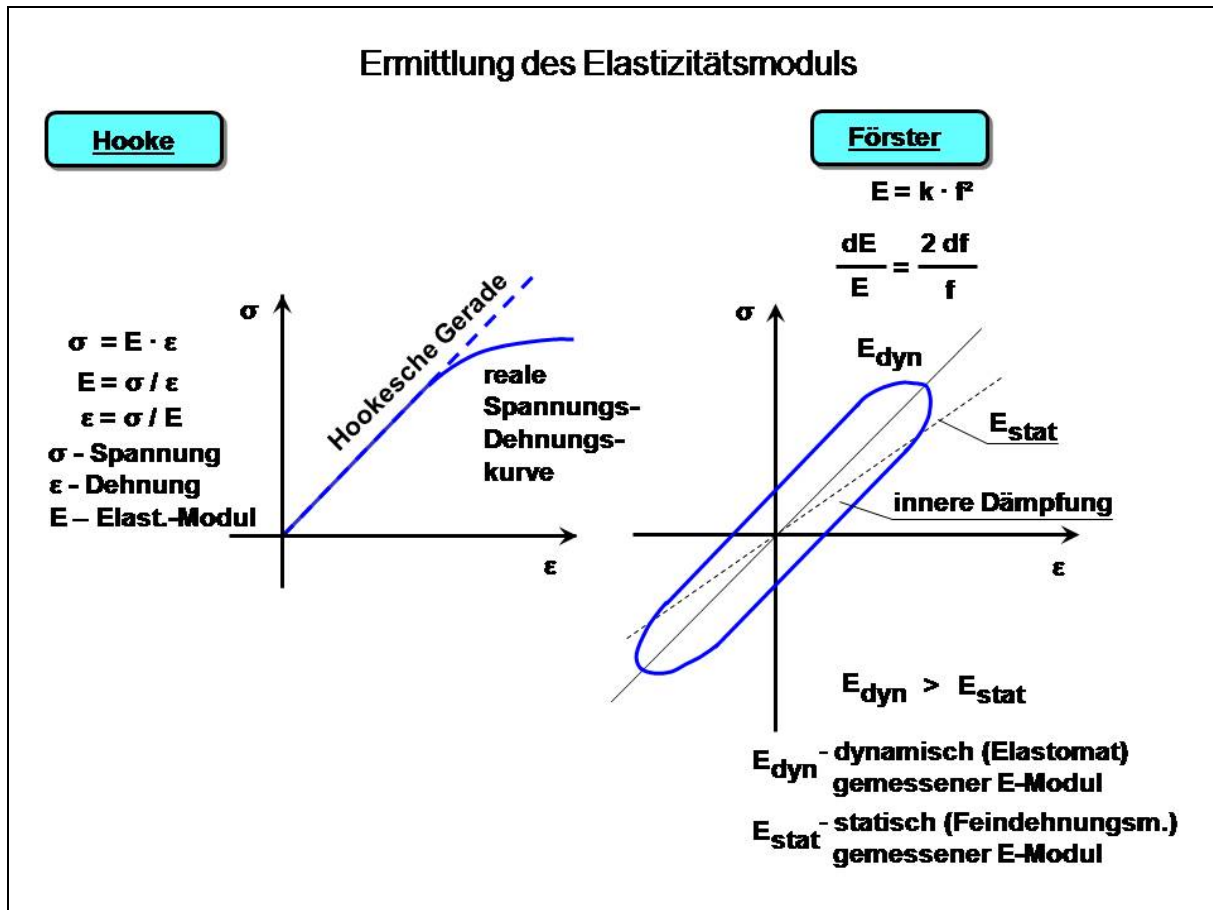 Ermittlung des Elastizitätsmoduls
Hooke
σ
σ = E · ε
E = σ / ε
ε = σ / E
σ - Spannung
ε - Dehnung
E – Elast.-Modul
Hookesche Gerade
reale
Spannungs-
Dehnungs-
kurve
ε
Förster
E = k · f²
dE / E = 2 df / f
σ
E dyn
E stat
innere Dämpfung
ε
E dyn > E stat
E dyn - dynamisch (Elastomat)
gemessener E-Modul
E stat - statisch (Feindehnungsm.)
gemessener E-Modul